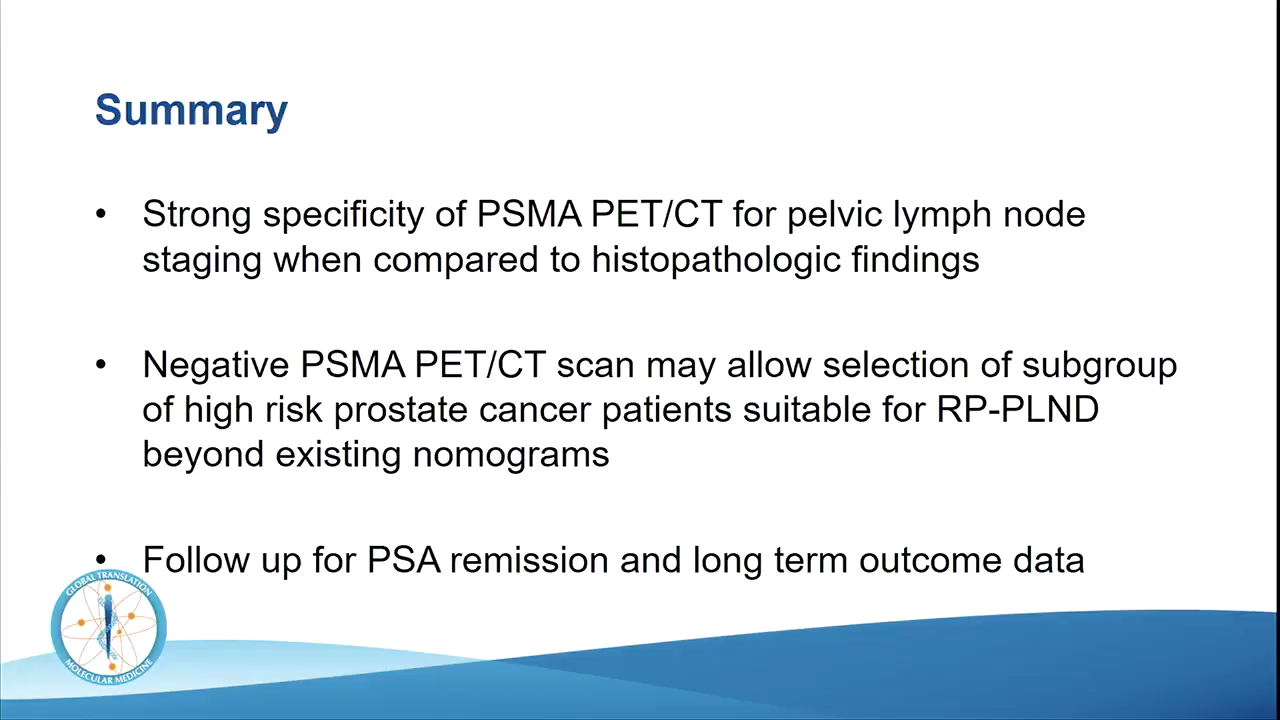 Summary
• Strong specificity of PSMA PET/CT for pelvic lymph node
staging when compared to histopathologic findings
• Negative PSMA PET/CT scan may allow selection of subgroup
of high risk prostate cancer patients suitable for RP-PLND
beyond existing nomograms
• Follow up for PSA remission and long term outcome data
GLOBAL TRANSLATION
MOLECULAR MEDICINE